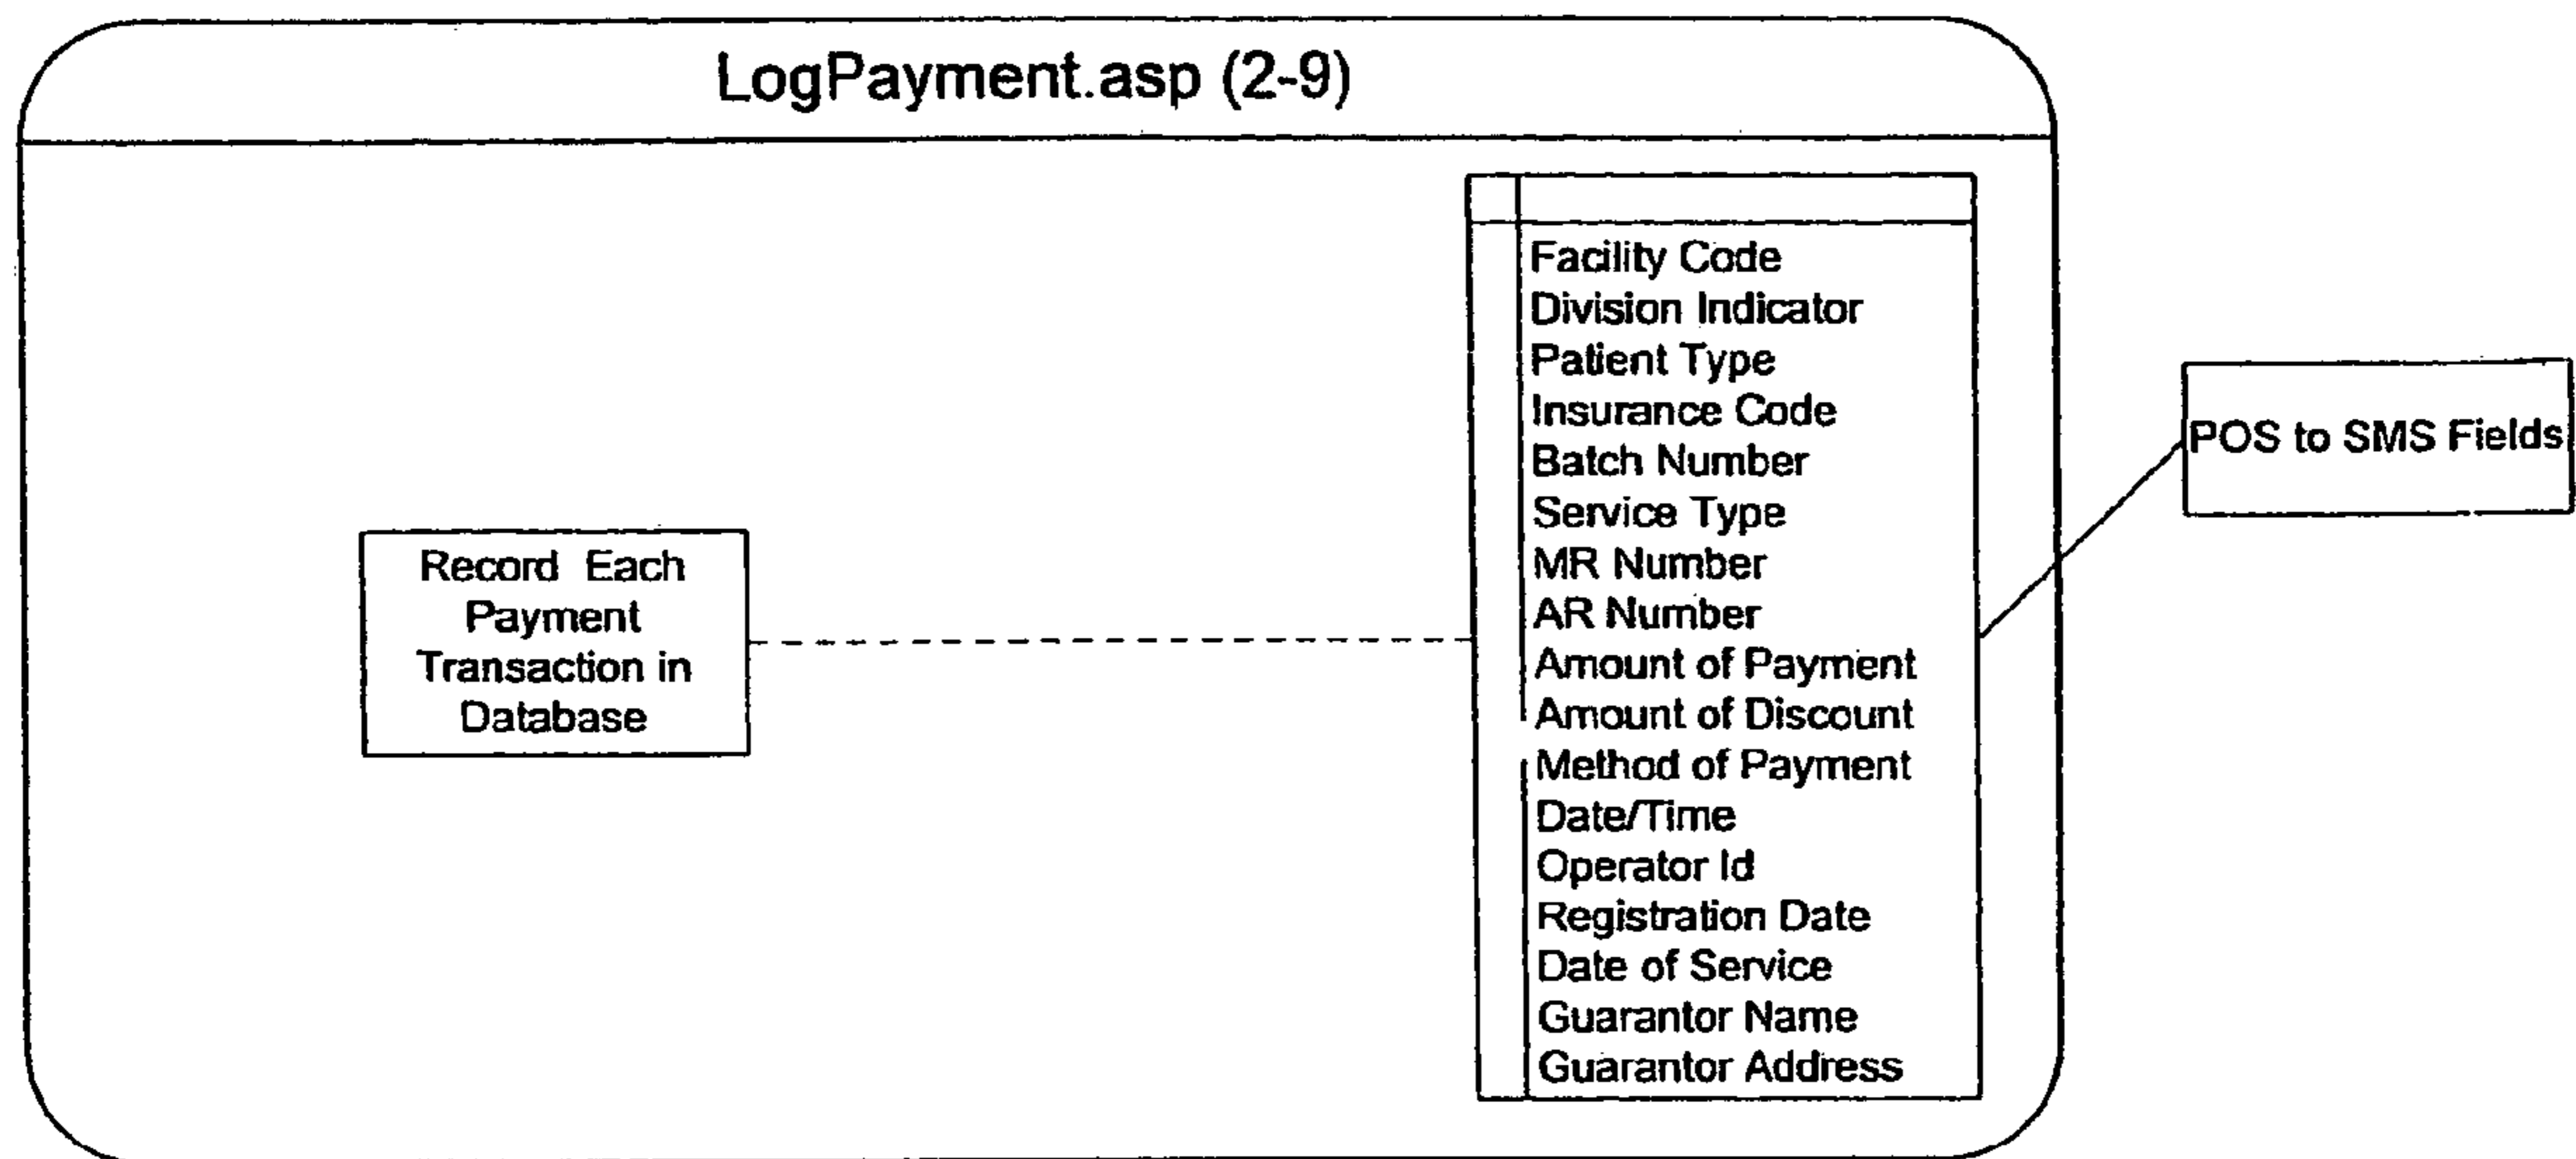 LogPayment.asp (2-9)
Record Each
Payment
Transaction in
Database
Facility Code
Division Indicator
Patient Type
Insurance Code
Batch Number
Service Type
MR Number
AR Number
Amount of Payment
Amount of Discount
Method of Payment
Date/Time
Operator Id
Registration Date
Date of Service
Guarantor Name
Guarantor Address
POS to SMS Fields